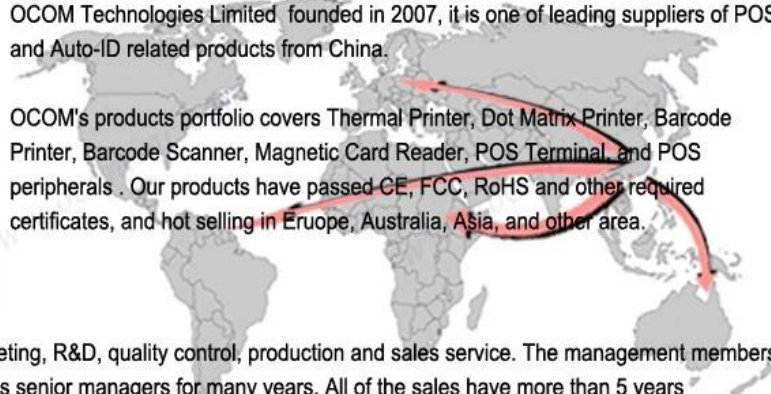 OCOM Technologies Limited founded in 2007, it is one of leading suppliers of POS
and Auto-ID related products from China.
OCOM's products portfolio covers Thermal Printer, Dot Matrix Printer, Barcode
Printer, Barcode Scanner, Magnetic Card Reader, POS Terminal, and POS
peripherals . Our products have passed CE, FCC, RoHS and other required
certificates, and hot selling in Eruope, Australia, Asia, and other area.
eting, R&D, quality control, production and sales service. The management members
s senior managers for many years. All of the sales have more than 5 years